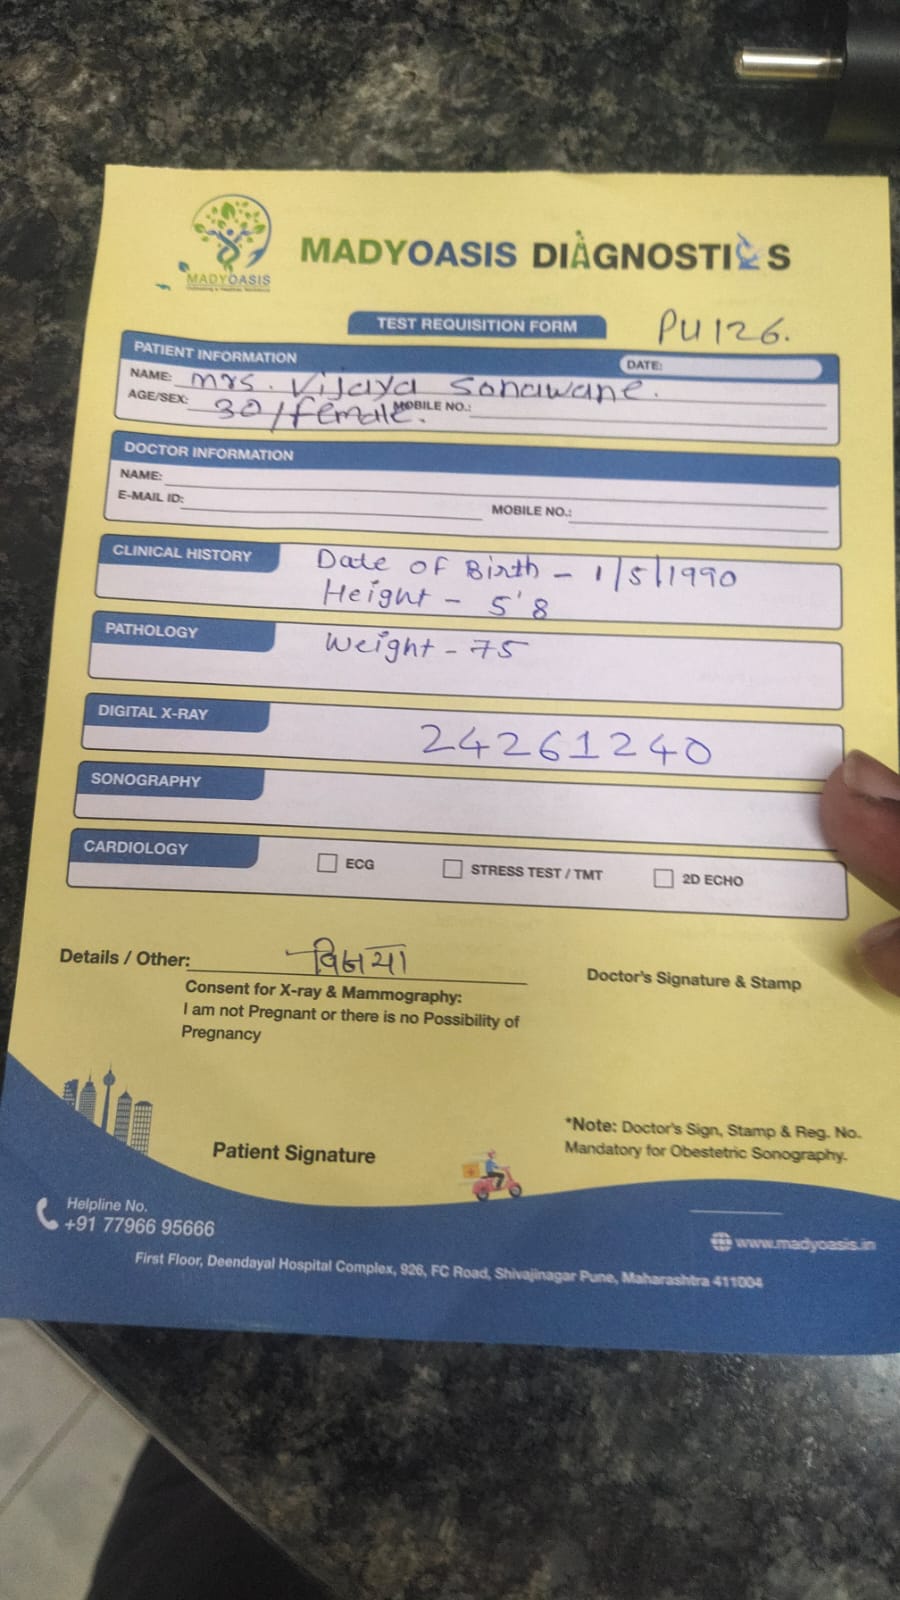 MADYOASIS
MADYOASIS DIAGNOSTICS
TEST REQUISITION FORM
PU126.
PATIENT INFORMATION
DATE:
NAME: mrs. Vijaya Sonawane.
AGE/SEX: 30/female. MOBILE NO.:
DOCTOR INFORMATION
NAME:
E-MAIL ID: MOBILE NO.:
CLINICAL HISTORY Date of Birth - 1/5/1990
Height - 5'8
PATHOLOGY Weight - 75
DIGITAL X-RAY 24261240
SONOGRAPHY
CARDIOLOGY ECG STRESS TEST / TMT 2D ECHO
Details / Other: विजया
Doctor's Signature & Stamp
Consent for X-ray & Mammography:
I am not Pregnant or there is no Possibility of
Pregnancy
*Note: Doctor's Sign, Stamp & Reg. No.
Mandatory for Obestetric Sonography.
Patient Signature
Helpline No.
+91 77966 95666
www.madyoasis.in
First Floor, Deendayal Hospital Complex, 926, FC Road, Shivajinagar Pune, Maharashtra 411004